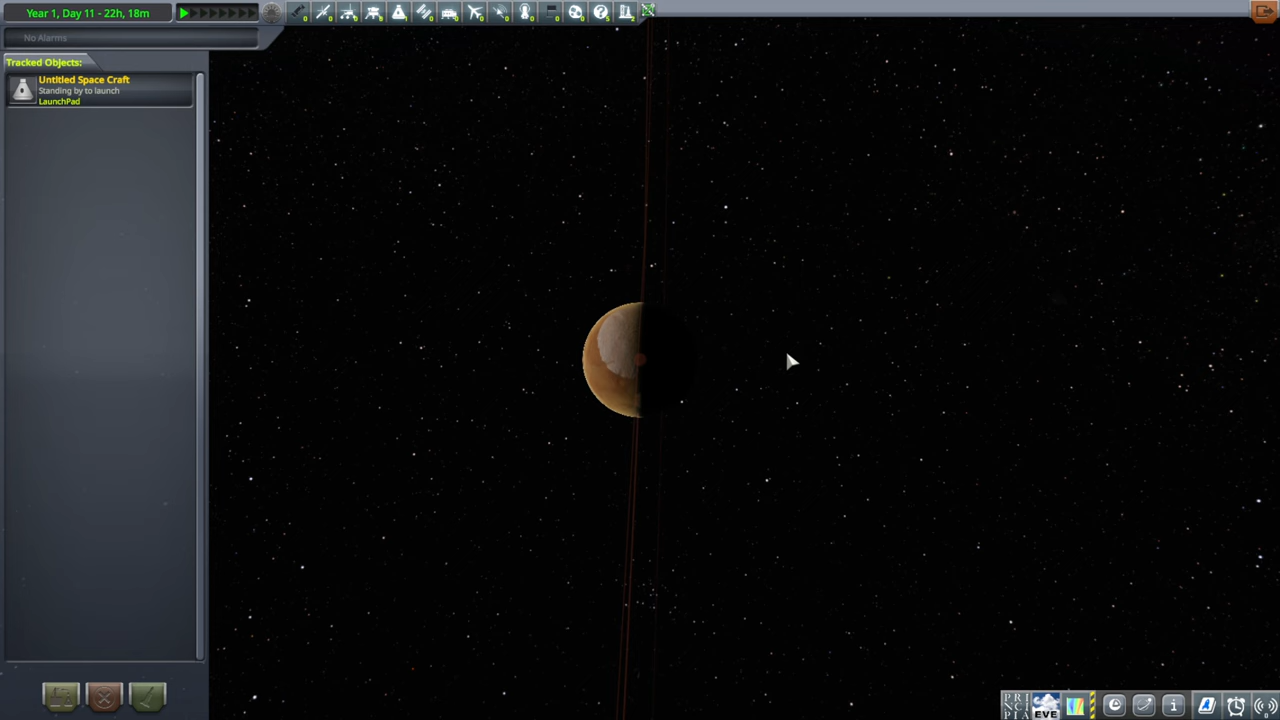 Year 1, Day 11 - 22h, 18m
No Alarms
Tracked Objects:
Untitled Space Craft
Standing by to launch
LaunchPad
PRI
NC
PIA
EVE